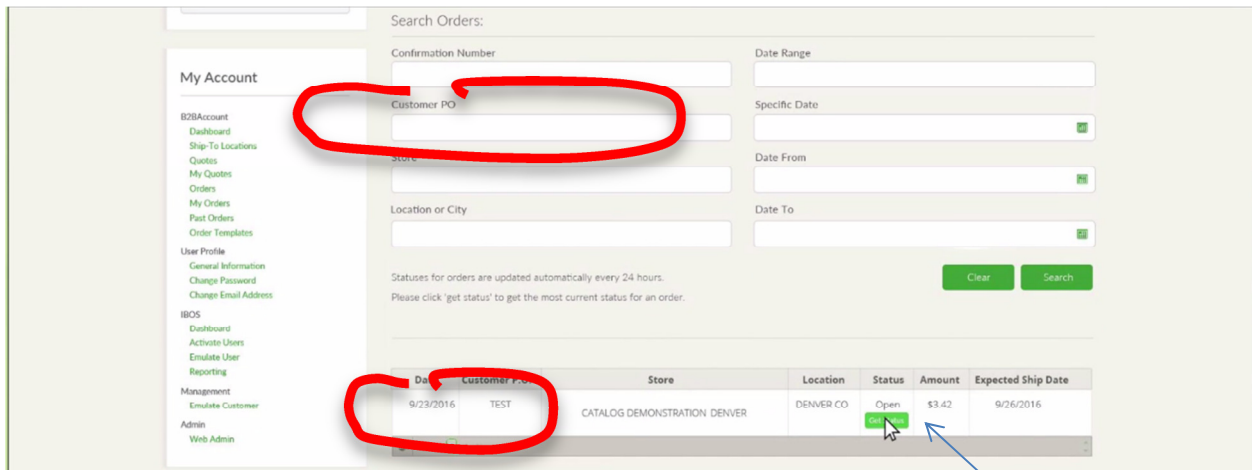 Search Orders:
Confirmation Number
Date Range
My Account
Customer PO
Specific Date
B2BAccount
Dashboard
Ship-To Locations
Quotes
My Quotes
Orders
My Orders
Past Orders
Order Templates
Store
Date From
Location or City
Date To
User Profile
General Information
Change Password
Change Email Address
Statuses for orders are updated automatically every 24 hours.
Please click 'get status' to get the most current status for an order.
Clear
Search
IBOS
Dashboard
Activate Users
Emulate User
Reporting
Management
Emulate Customer
Admin
Web Admin
Customer P.O. Store Location Status Amount Expected Ship Date
9/23/2016 TEST CATALOG DEMONSTRATION DENVER DENVER CO Open $3.42 9/26/2016
Get